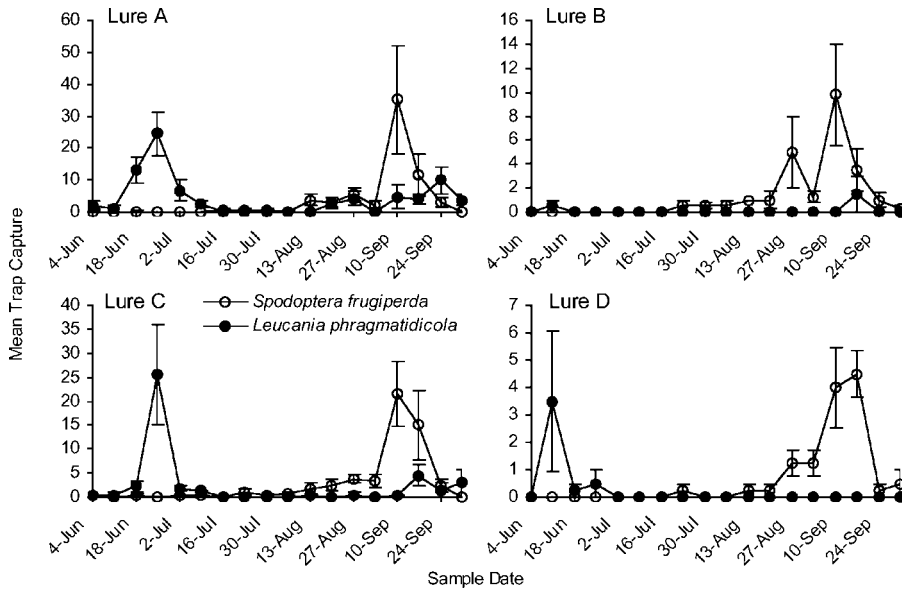 Lure A
60
50
40
30
20
10
0
4-Jun
18-Jun
2-Jul
16-Jul
30-Jul
13-Aug
27-Aug
10-Sep
24-Sep
Lure B
16
14
12
10
8
6
4
2
0
4-Jun
18-Jun
2-Jul
16-Jul
30-Jul
13-Aug
27-Aug
10-Sep
24-Sep
Mean Trap Capture
Lure C
Spodoptera frugiperda
Leucania phragmatidicola
40
35
30
25
20
15
10
5
0
4-Jun
18-Jun
2-Jul
16-Jul
30-Jul
13-Aug
27-Aug
10-Sep
24-Sep
Lure D
7
6
5
4
3
2
1
0
4-Jun
18-Jun
2-Jul
16-Jul
30-Jul
13-Aug
27-Aug
10-Sep
24-Sep
Sample Date